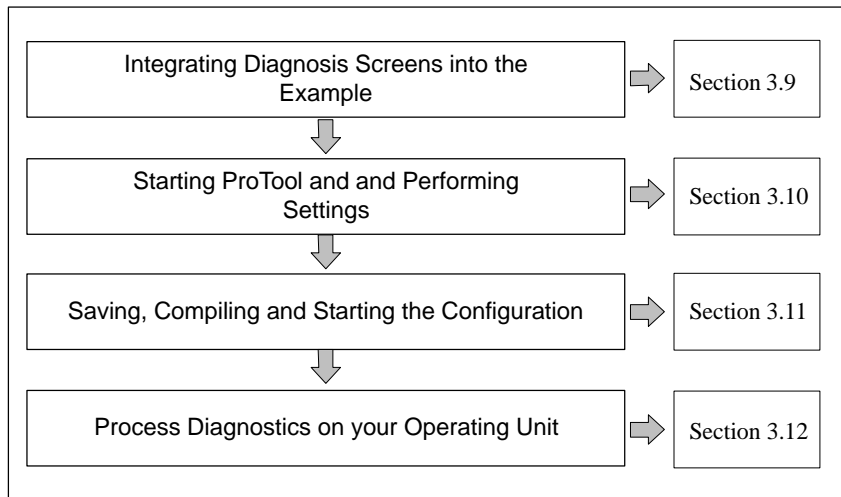 Integrating Diagnosis Screens into the
Example
Section 3.9
Starting ProTool and and Performing
Settings
Section 3.10
Saving, Compiling and Starting the Configuration
Section 3.11
Process Diagnostics on your Operating Unit
Section 3.12